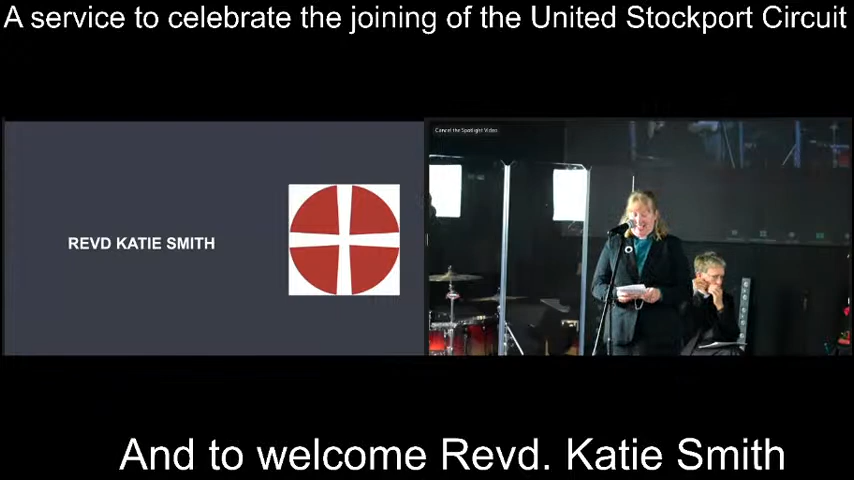 A service to celebrate the joining of the United Stockport Circuit
Cancel the Spotlight Video
REVD KATIE SMITH
And to welcome Revd. Katie Smith